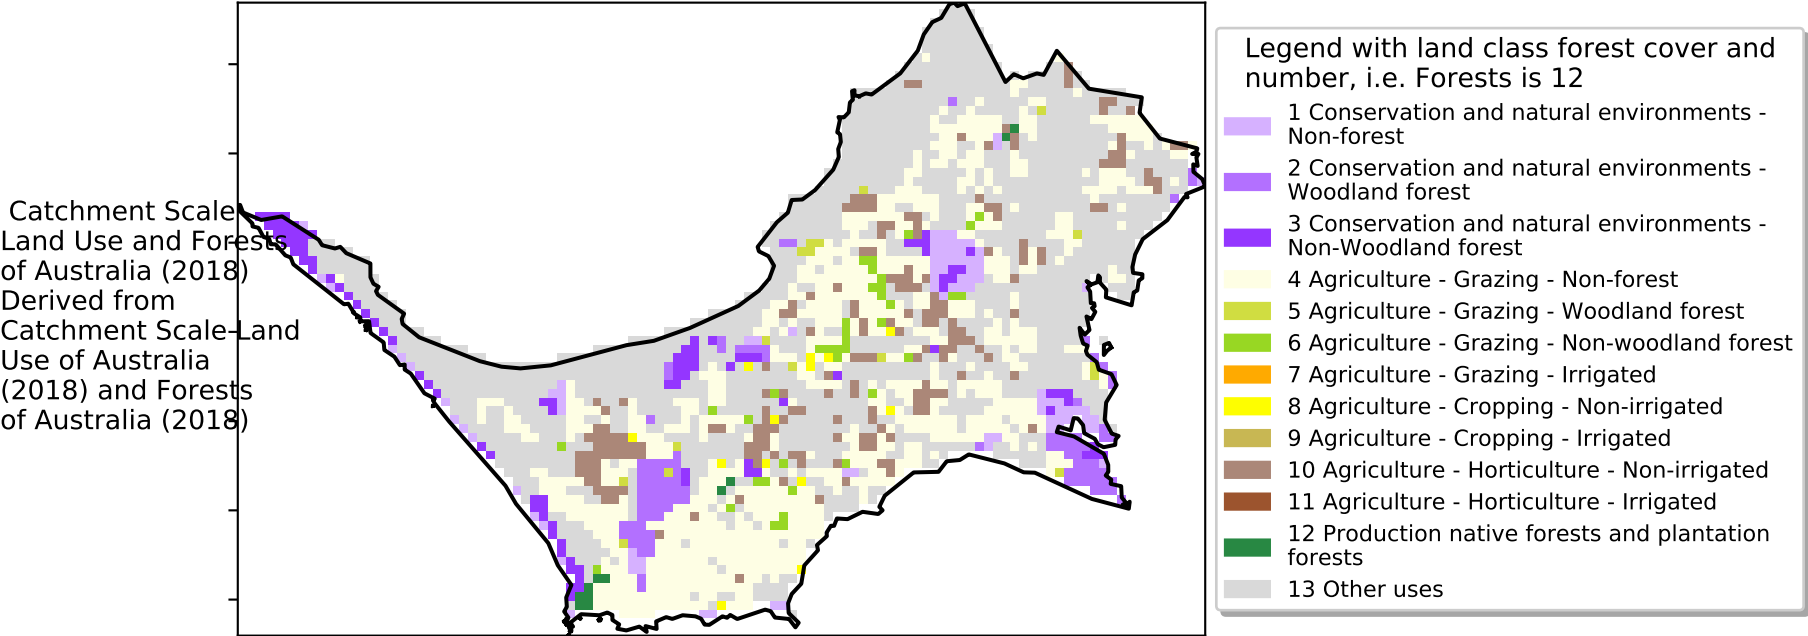 Catchment Scale
Land Use and Forests
of Australia (2018)
Derived from
Catchment Scale Land
Use of Australia
(2018) and Forests
of Australia (2018)
Legend with land class forest cover and
number, i.e. Forests is 12
1 Conservation and natural environments -
Non-forest
2 Conservation and natural environments -
Woodland forest
3 Conservation and natural environments -
Non-Woodland forest
4 Agriculture - Grazing - Non-forest
5 Agriculture - Grazing - Woodland forest
6 Agriculture - Grazing - Non-woodland forest
7 Agriculture - Grazing - Irrigated
8 Agriculture - Cropping - Non-irrigated
9 Agriculture - Cropping - Irrigated
10 Agriculture - Horticulture - Non-irrigated
11 Agriculture - Horticulture - Irrigated
12 Production native forests and plantation
forests
13 Other uses